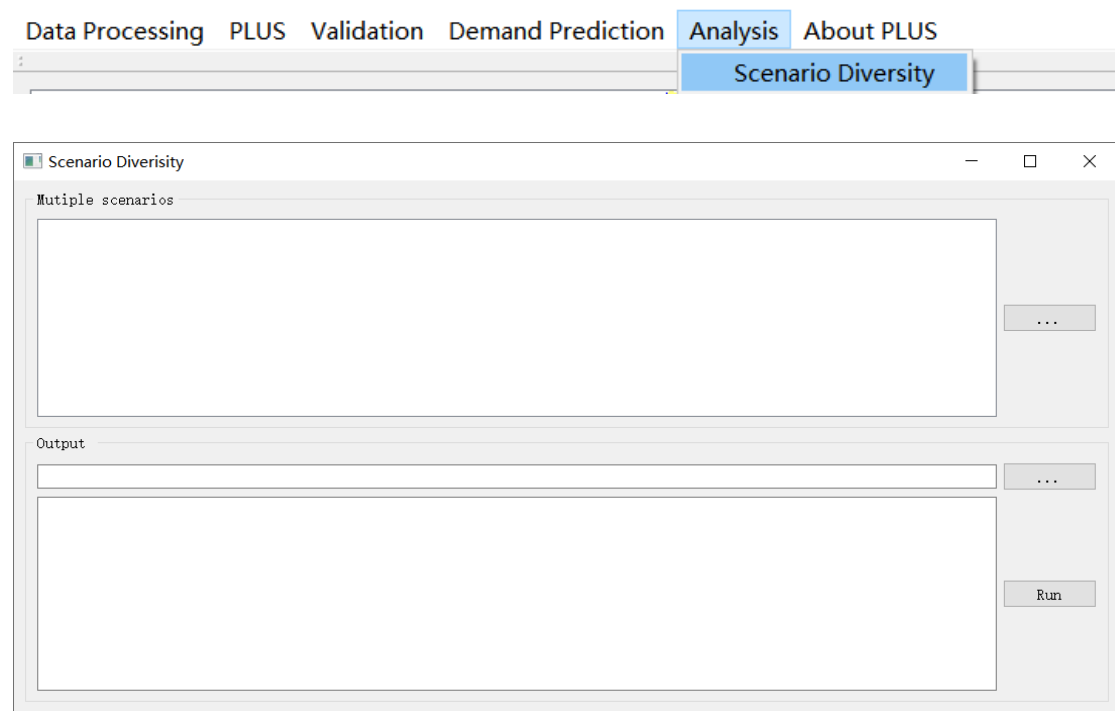 Data Processing PLUS Validation Demand Prediction Analysis About PLUS
Scenario Diversity
Scenario Diverisity
Mutiple scenarios
...
Output
...
Run